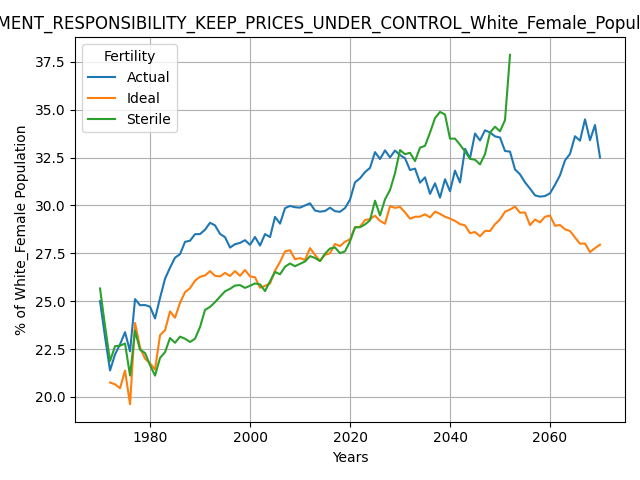 MENT_RESPONSIBILITY_KEEP_PRICES_UNDER_CONTROL_White_Female_Popul
Fertility
Actual
Ideal
Sterile
% of White_Female Population
37.5
35.0
32.5
30.0
27.5
25.0
22.5
20.0
1980 2000 2020 2040 2060
Years